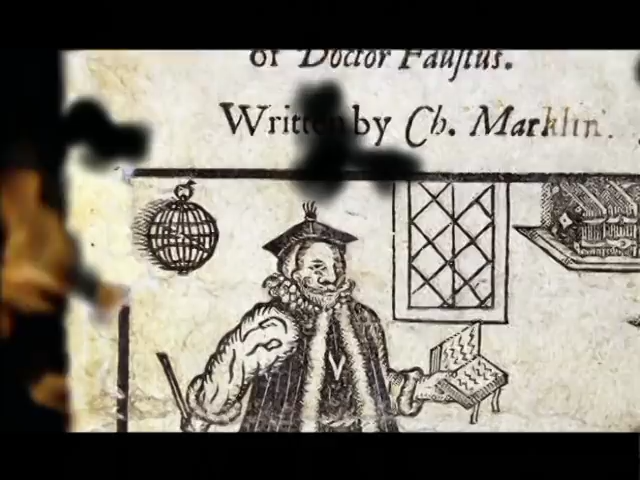 of Doctor Fauſtus.
Written by Ch. Marklin.